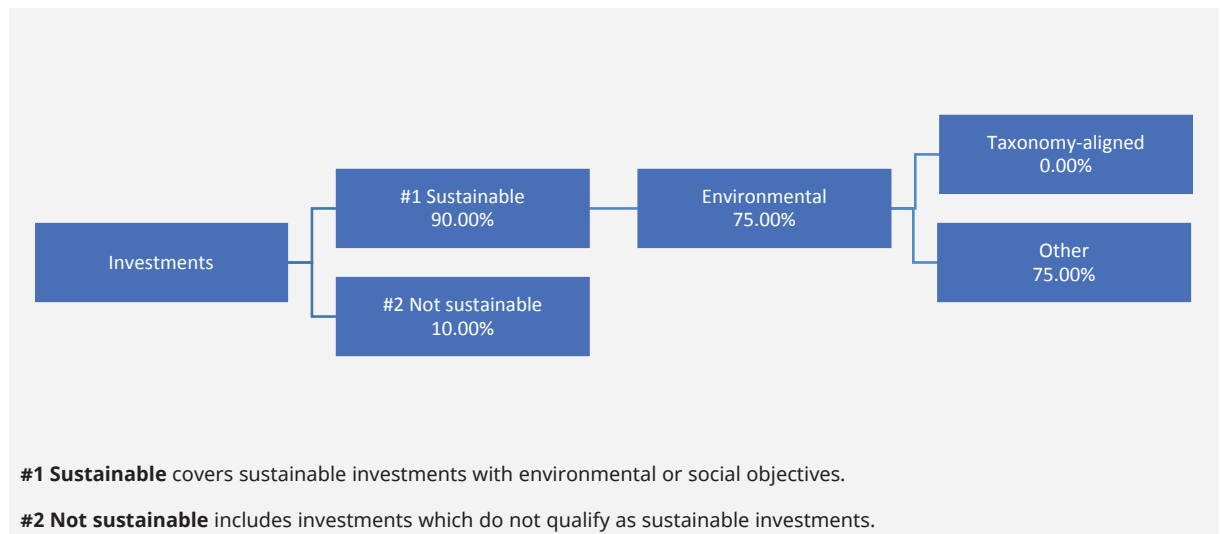 Investments
#1 Sustainable
90.00%
#2 Not sustainable
10.00%
Environmental
75.00%
Taxonomy-aligned
0.00%
Other
75.00%
#1 Sustainable covers sustainable investments with environmental or social objectives.
#2 Not sustainable includes investments which do not qualify as sustainable investments.